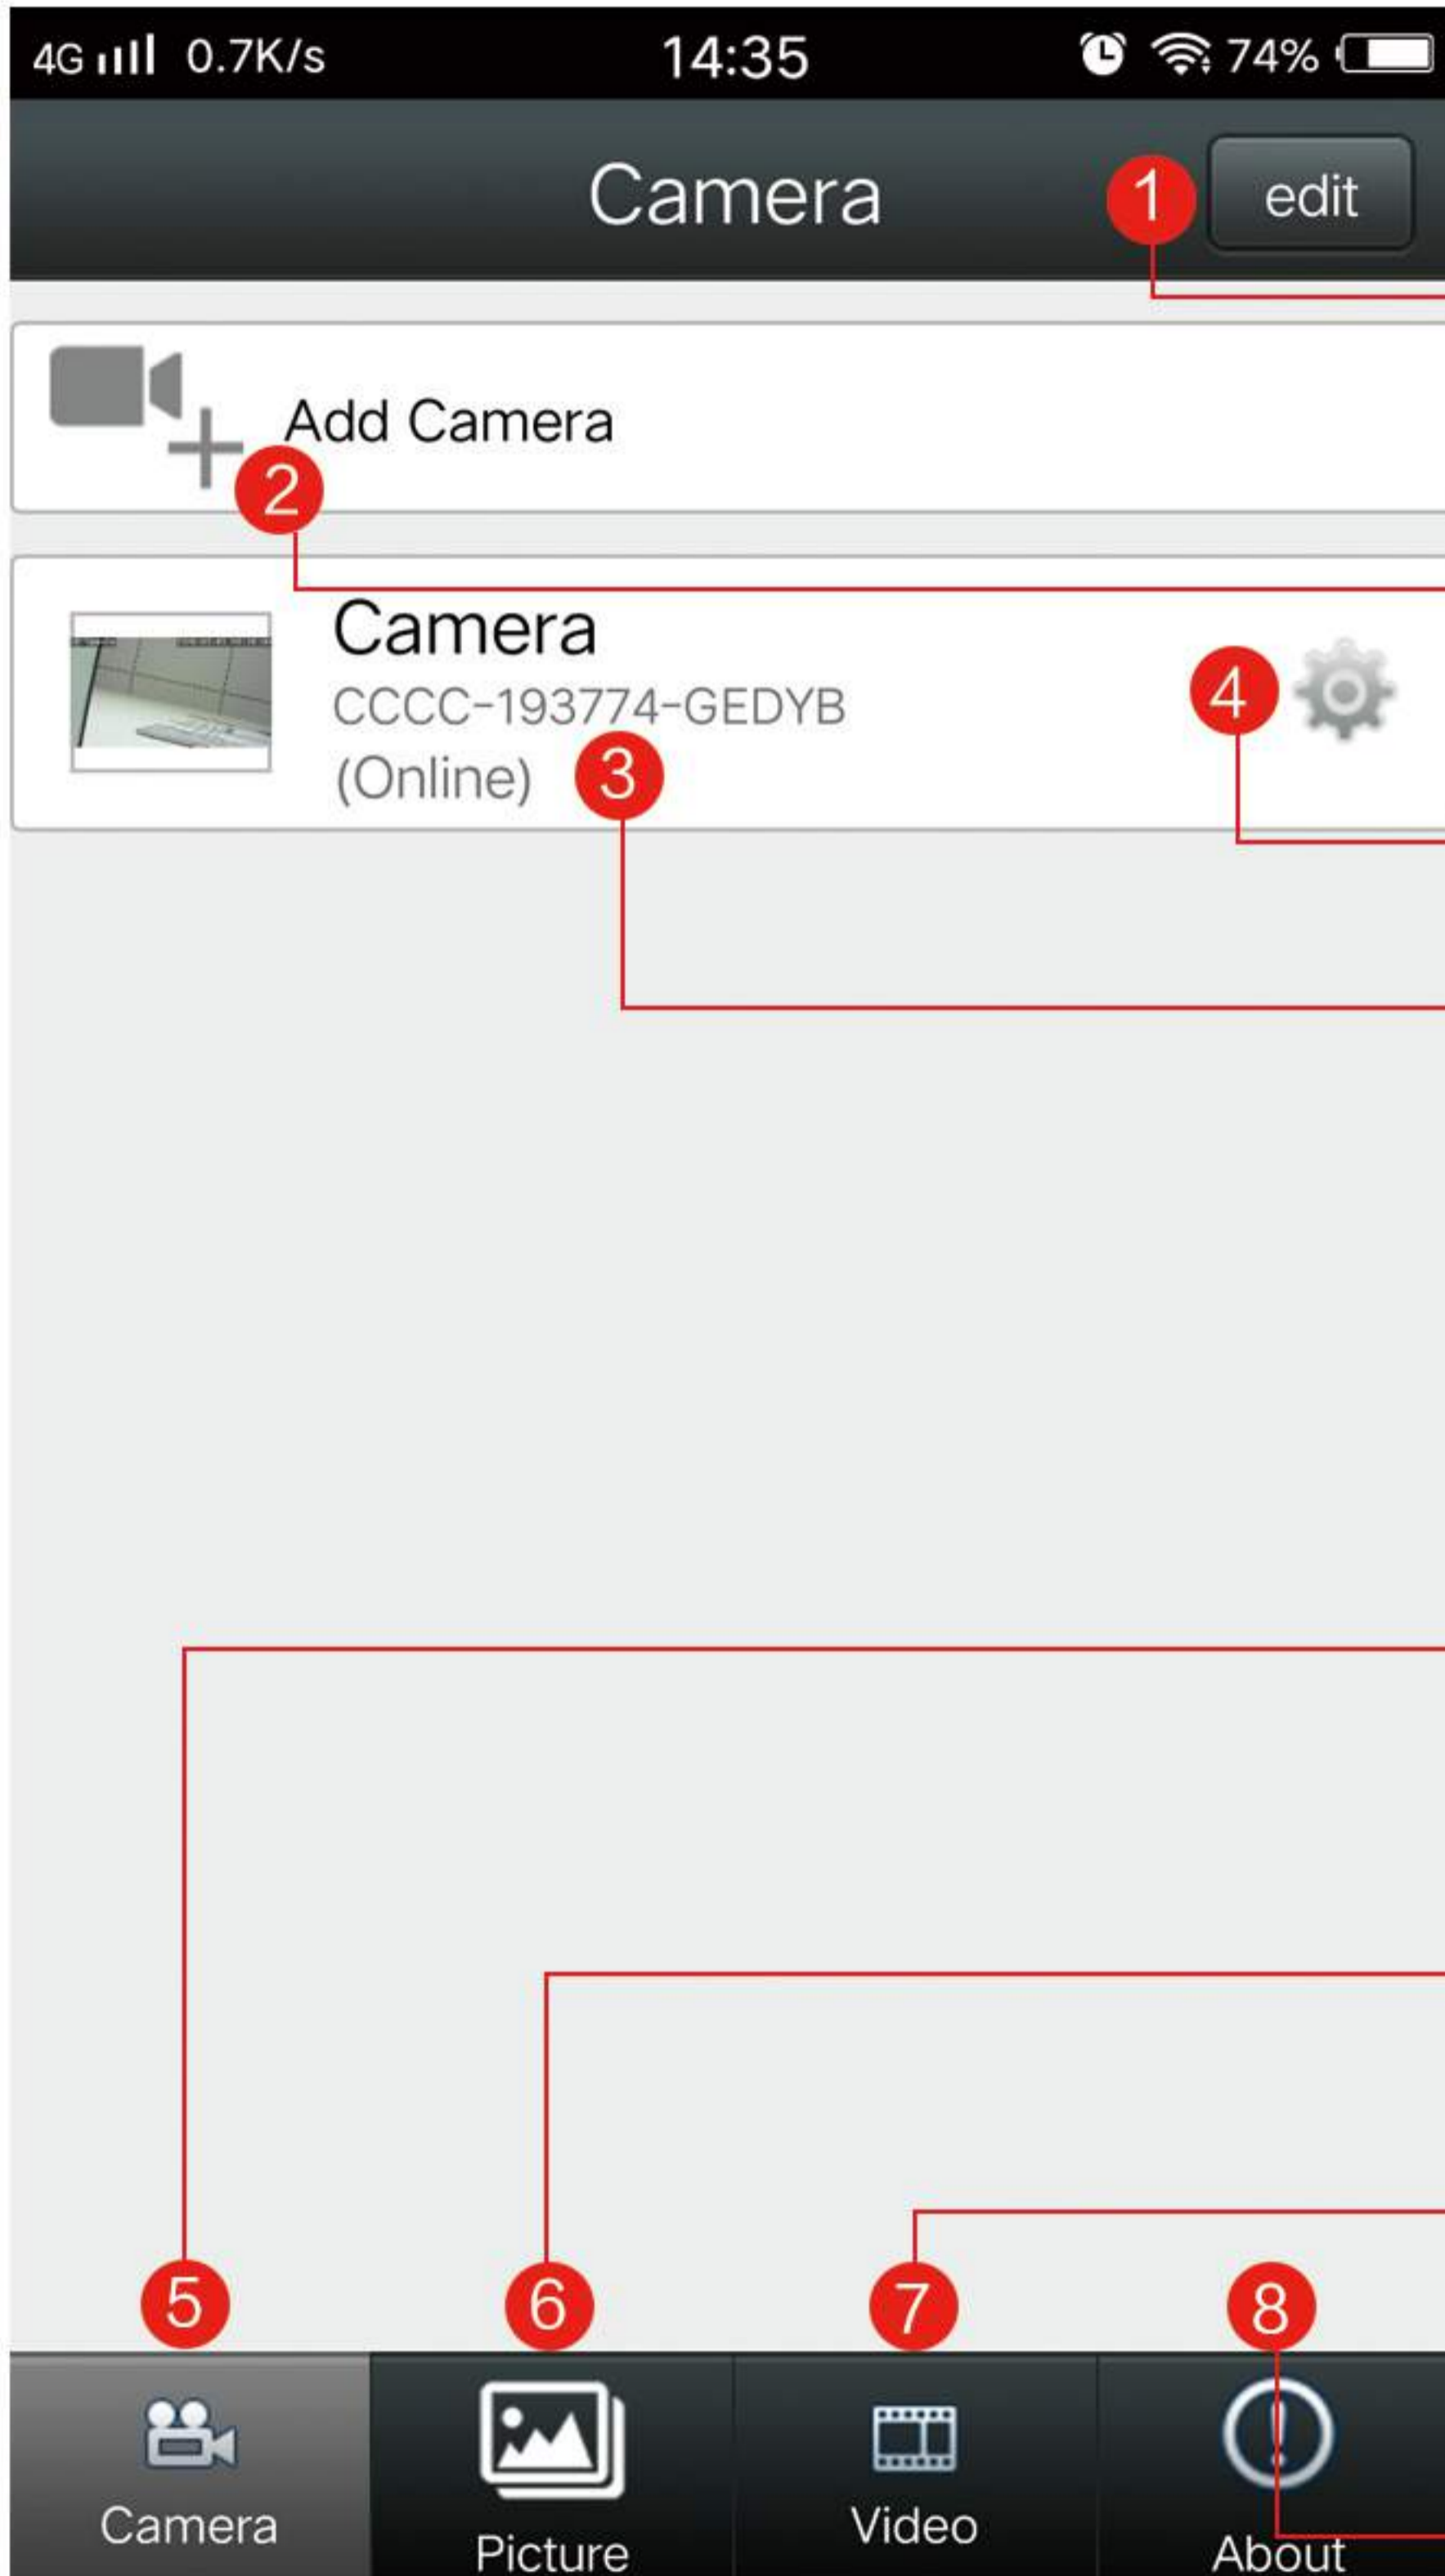 4G 0.7K/s 14:35 74%
Camera 1 edit
Add Camera
2
Camera
CCCC-193774-GEDYB
4
(Online) 3
5 6 7 8
Camera Picture Video About